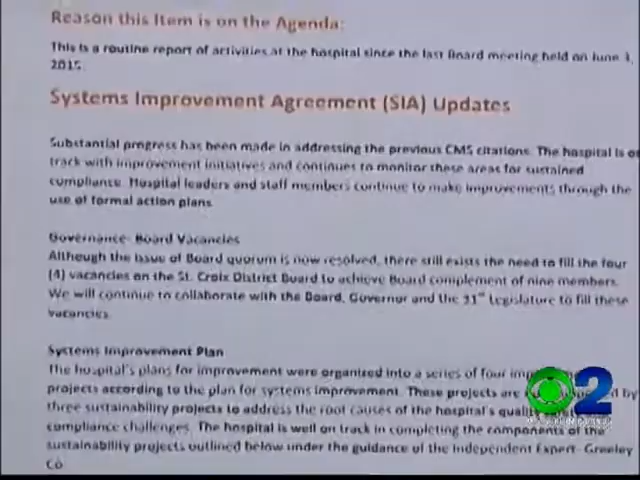 Reason this Item is on the Agenda:
This is a routine report of activities at the hospital since the last Board meeting held on June 3,
2015.
Systems Improvement Agreement (SIA) Updates
Substantial progress has been made in addressing the previous CMS citations. The hospital is on
track with improvement initiatives and continues to monitor these areas for sustained
compliance. Hospital leaders and staff members continue to make improvements through the
use of formal action plans.
Governance- Board Vacancies
Although the issue of Board quorum is now resolved, there still exists the need to fill the four
(4) vacancies on the St. Croix District Board to achieve Board complement of nine members.
We will continue to collaborate with the Board, Governor and the 31st Legislature to fill these
vacancies.
Systems Improvement Plan
The hospital's plans for improvement were organized into a series of four
projects according to the plan for systems improvement. These projects are by
three sustainability projects to address the root causes of the hospital's
compliance challenges. The hospital is well on track in completing the components of the
sustainability projects outlined below under the guidance of the Independent Expert- Greeley
Co
2